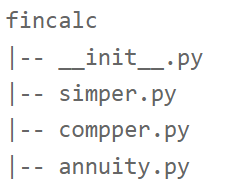 fincalc
|-- __init__.py
|-- simper.py
|-- compper.py
|-- annuity.py